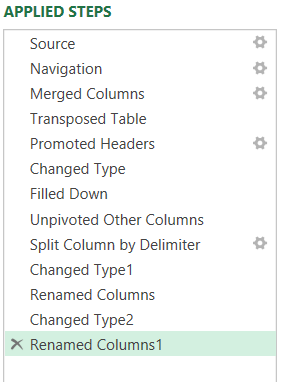 APPLIED STEPS
Source
Navigation
Merged Columns
Transposed Table
Promoted Headers
Changed Type
Filled Down
Unpivoted Other Columns
Split Column by Delimiter
Changed Type1
Renamed Columns
Changed Type2
Renamed Columns1